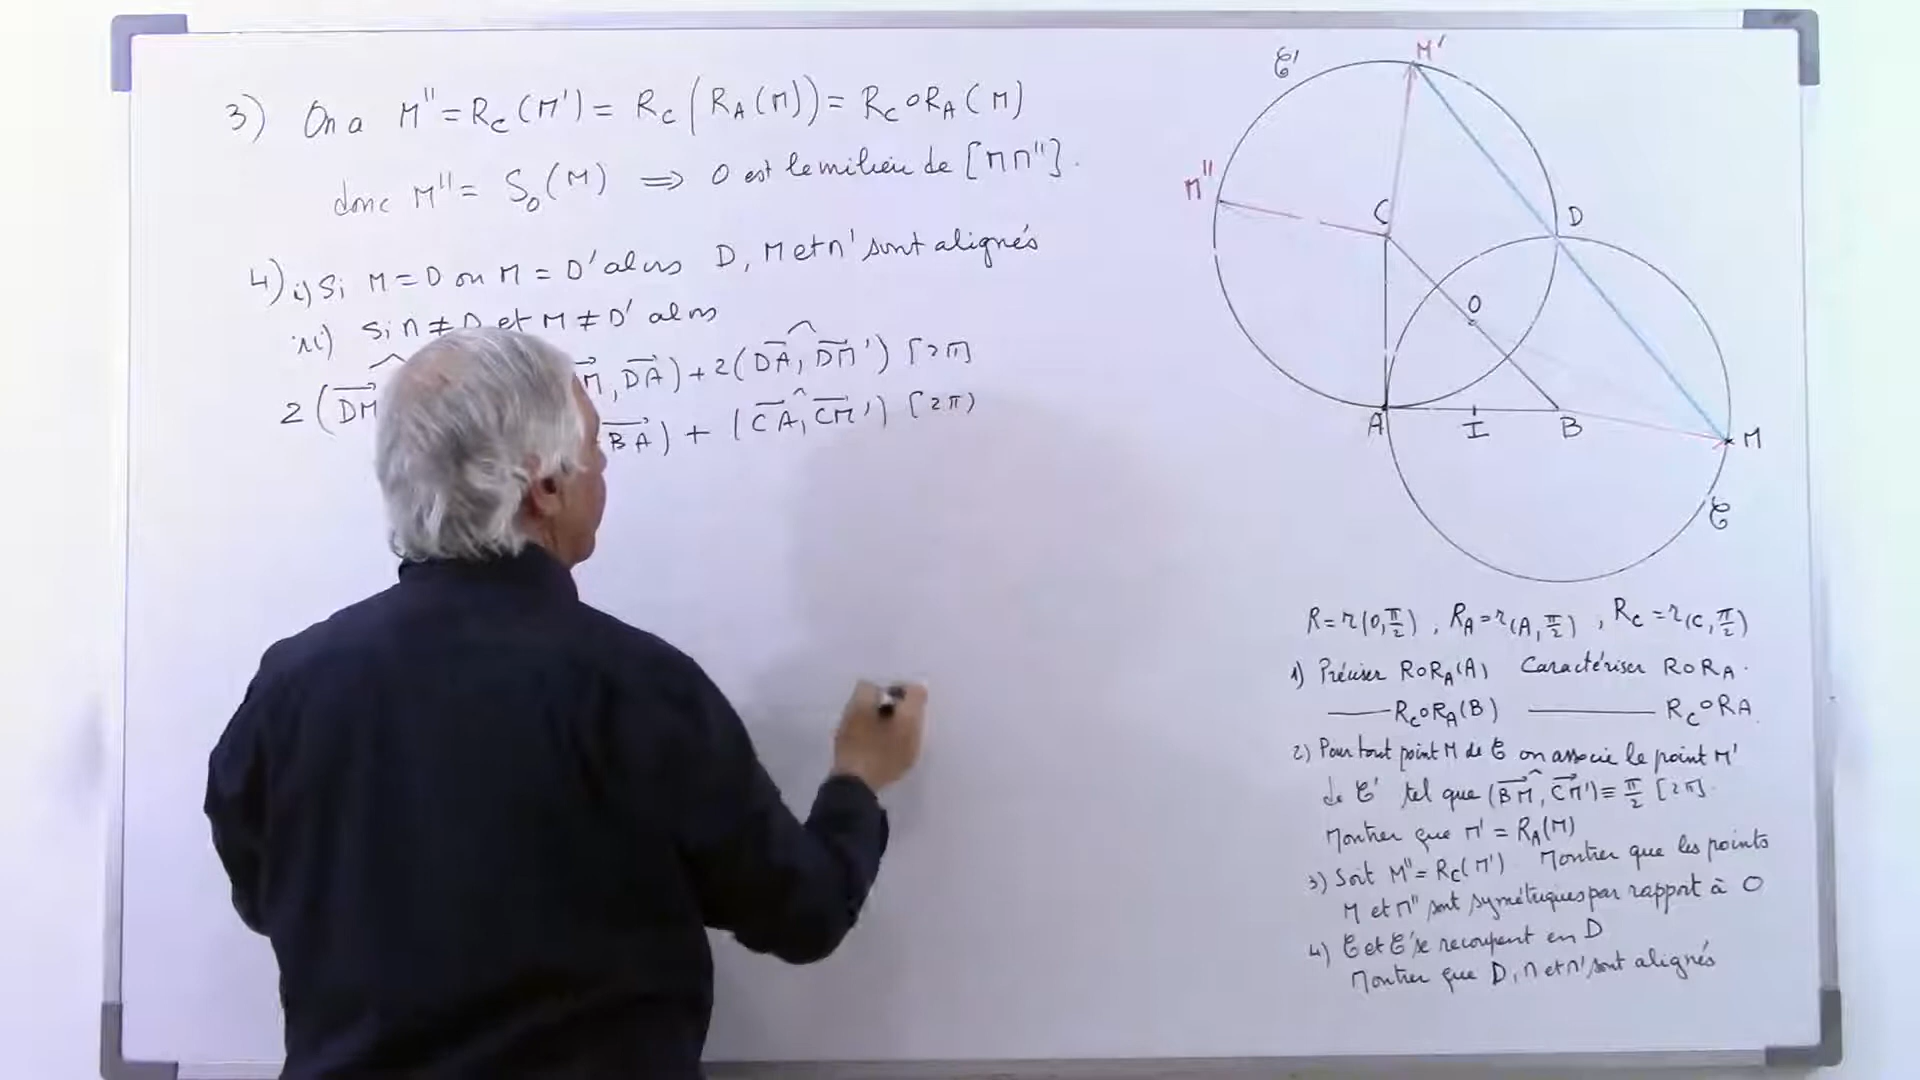 3) On a M'' = R_C(M') = R_C(R_A(M)) = R_C∘R_A(M)
donc M'' = S_O(M) ⟹ O est le milieu de [MM''].
4) i) Si M = D ou M = D' alors D, M et M' sont alignés
ii) Si M ≠ D et M ≠ D' alors
2(DM , DA) + 2(DA, DM') [2π]
BA) + (CA, CM') [2π)
C'
M'
M''
C
D
O
A
I
B
M
C
R = r(O, π/2), R_A = r(A, π/2), R_C = r(C, π/2)
1) Préciser R∘R_A(A) Caractériser R∘R_A.
—— R_C∘R_A(B) —— R_C∘R_A
2) Pour tout point M de C on associe le point M'
de C' tel que (BM, CM') ≡ π/2 [2π].
Montrer que M' = R_A(M)
3) Soit M'' = R_C(M') Montrer que les points
M et M'' sont symétriques par rapport à O
4) C et C' se recoupent en D
Montrer que D, M et M' sont alignés